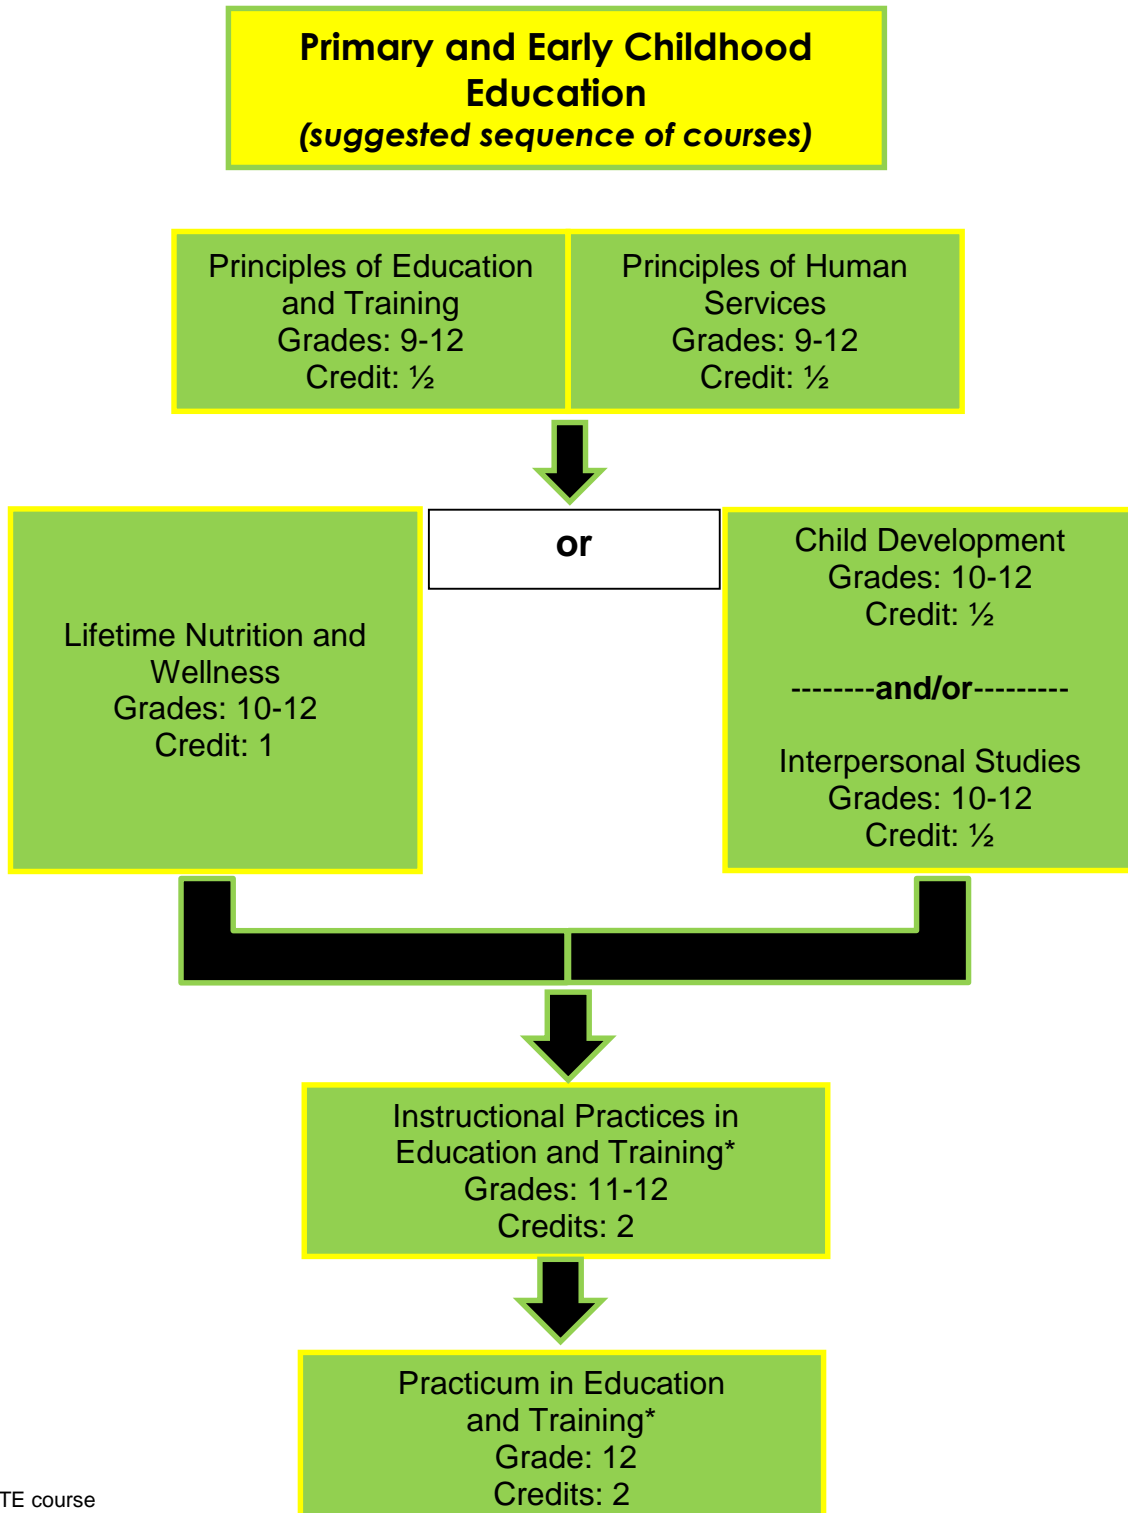 Primary and Early Childhood
Education
(suggested sequence of courses)
Principles of Education
and Training
Grades: 9-12
Credit: ½
Principles of Human
Services
Grades: 9-12
Credit: ½
Lifetime Nutrition and
Wellness
Grades: 10-12
Credit: 1
or
Child Development
Grades: 10-12
Credit: ½
--------and/or---------
Interpersonal Studies
Grades: 10-12
Credit: ½
Instructional Practices in
Education and Training*
Grades: 11-12
Credits: 2
Practicum in Education
and Training*
Grade: 12
Credits: 2
TE course